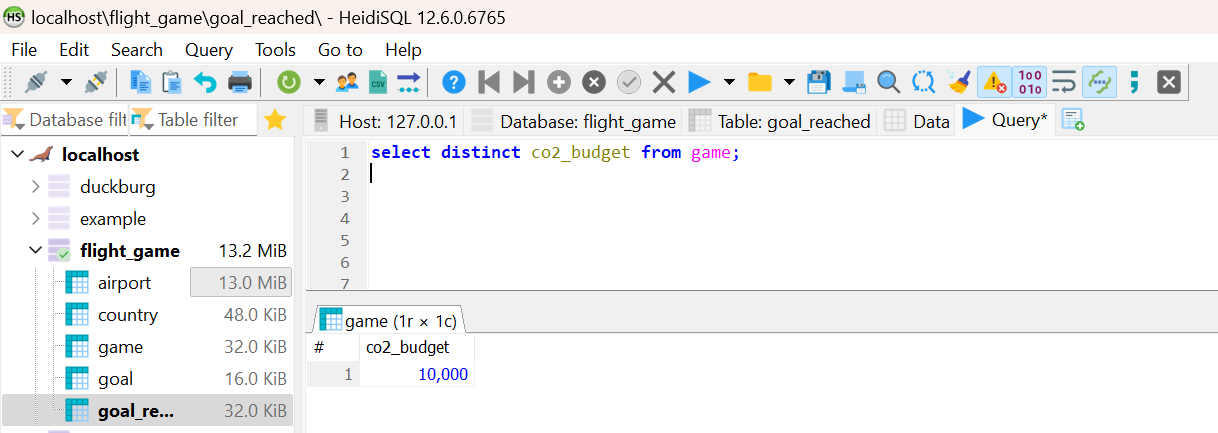 HS localhost\flight_game\goal_reached\ - HeidiSQL 12.6.0.6765
File Edit Search Query Tools Go to Help
CSV ? 100 010 ;
Database filt Table filter Host: 127.0.0.1 Database: flight_game Table: goal_reached Data Query*
localhost
duckburg
example
flight_game 13.2 MiB
airport 13.0 MiB
country 48.0 KiB
game 32.0 KiB
goal 16.0 KiB
goal_re... 32.0 KiB
1 select distinct co2_budget from game;
2
3
4
5
6
7
game (1r × 1c)
# co2_budget
1 10,000